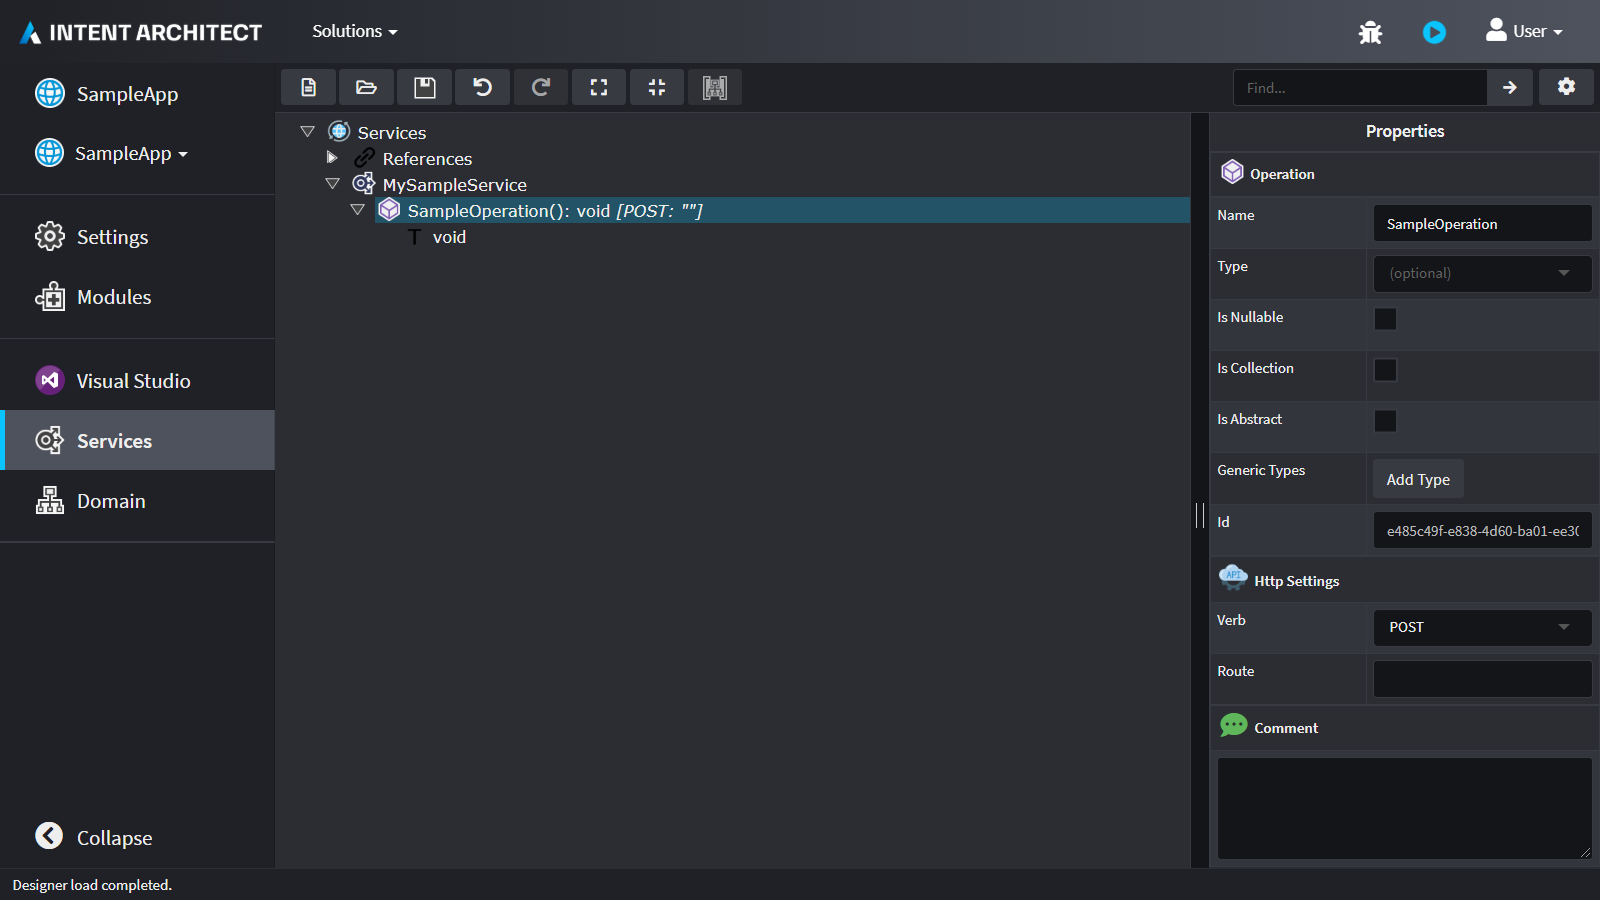 INTENT ARCHITECT
Solutions
User
SampleApp
SampleApp
Settings
Modules
Visual Studio
Services
Domain
Collapse
Find...
Services
References
MySampleService
SampleOperation(): void [POST: ""]
void
Properties
Operation
Name
SampleOperation
Type
(optional)
Is Nullable
Is Collection
Is Abstract
Generic Types
Add Type
Id
e485c49f-e838-4d60-ba01-ee3
API
Http Settings
Verb
POST
Route
Comment
Designer load completed.